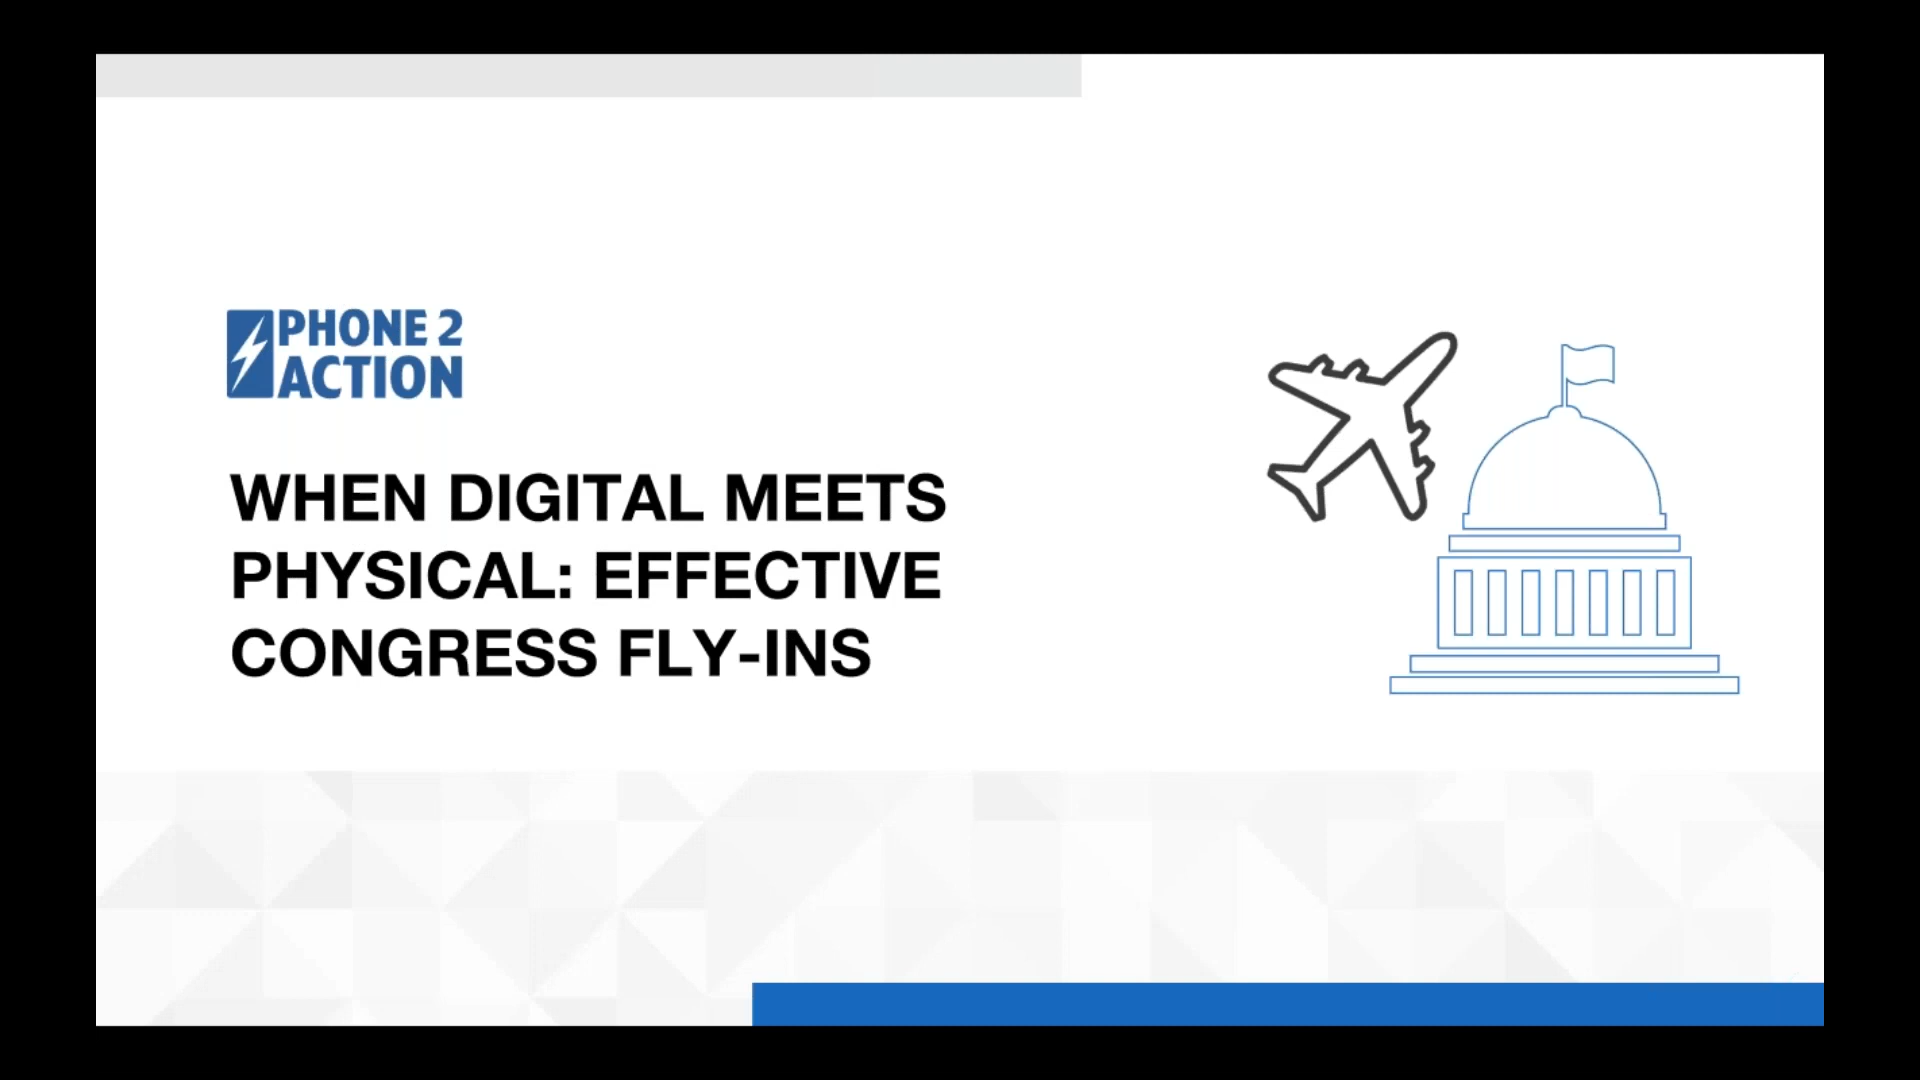 PHONE 2
ACTION
WHEN DIGITAL MEETS
PHYSICAL: EFFECTIVE
CONGRESS FLY-INS